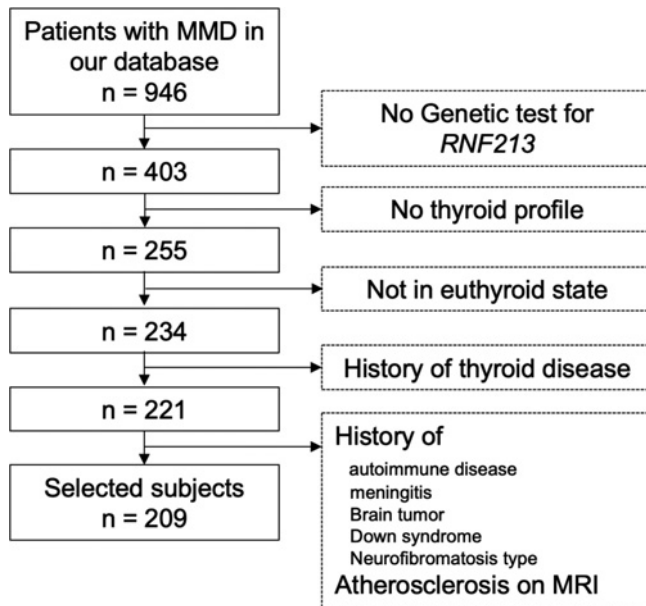 Patients with MMD in
our database
n = 946
No Genetic test for
RNF213
n = 403
No thyroid profile
n = 255
Not in euthyroid state
n = 234
History of thyroid disease
n = 221
History of
autoimmune disease
meningitis
Brain tumor
Down syndrome
Neurofibromatosis type
Atherosclerosis on MRI
Selected subjects
n = 209